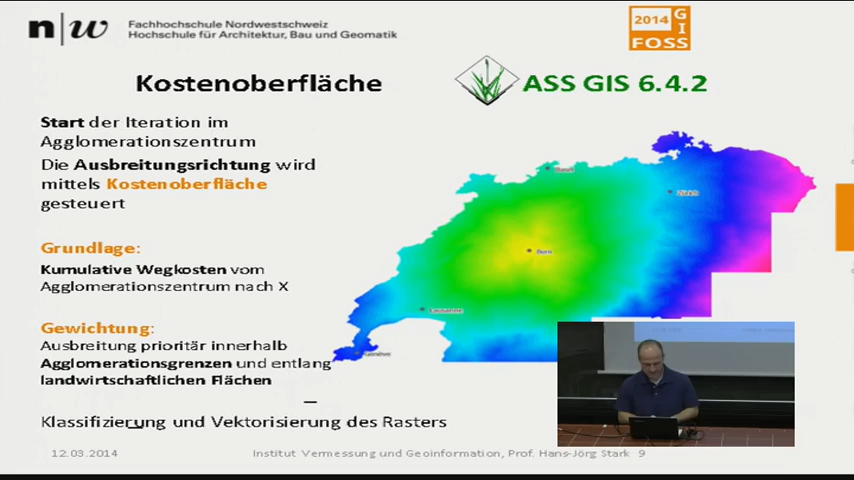 n|w Fachhochschule Nordwestschweiz
Hochschule für Architektur, Bau und Geomatik
2014 GI
FOSS
Kostenoberfläche
ASS GIS 6.4.2
Start der Iteration im
Agglomerationszentrum
Die Ausbreitungsrichtung wird
mittels Kostenoberfläche
gesteuert
Grundlage:
Kumulative Wegkosten vom
Agglomerationszentrum nach X
Gewichtung:
Ausbreitung prioritär innerhalb
Agglomerationsgrenzen und entlang
landwirtschaftlichen Flächen
Klassifizierung und Vektorisierung des Rasters
Basel
Zürich
Bern
Lausanne
Genève
12.03.2014
Institut Vermessung und Geoinformation, Prof. Hans-Jörg Stark 9